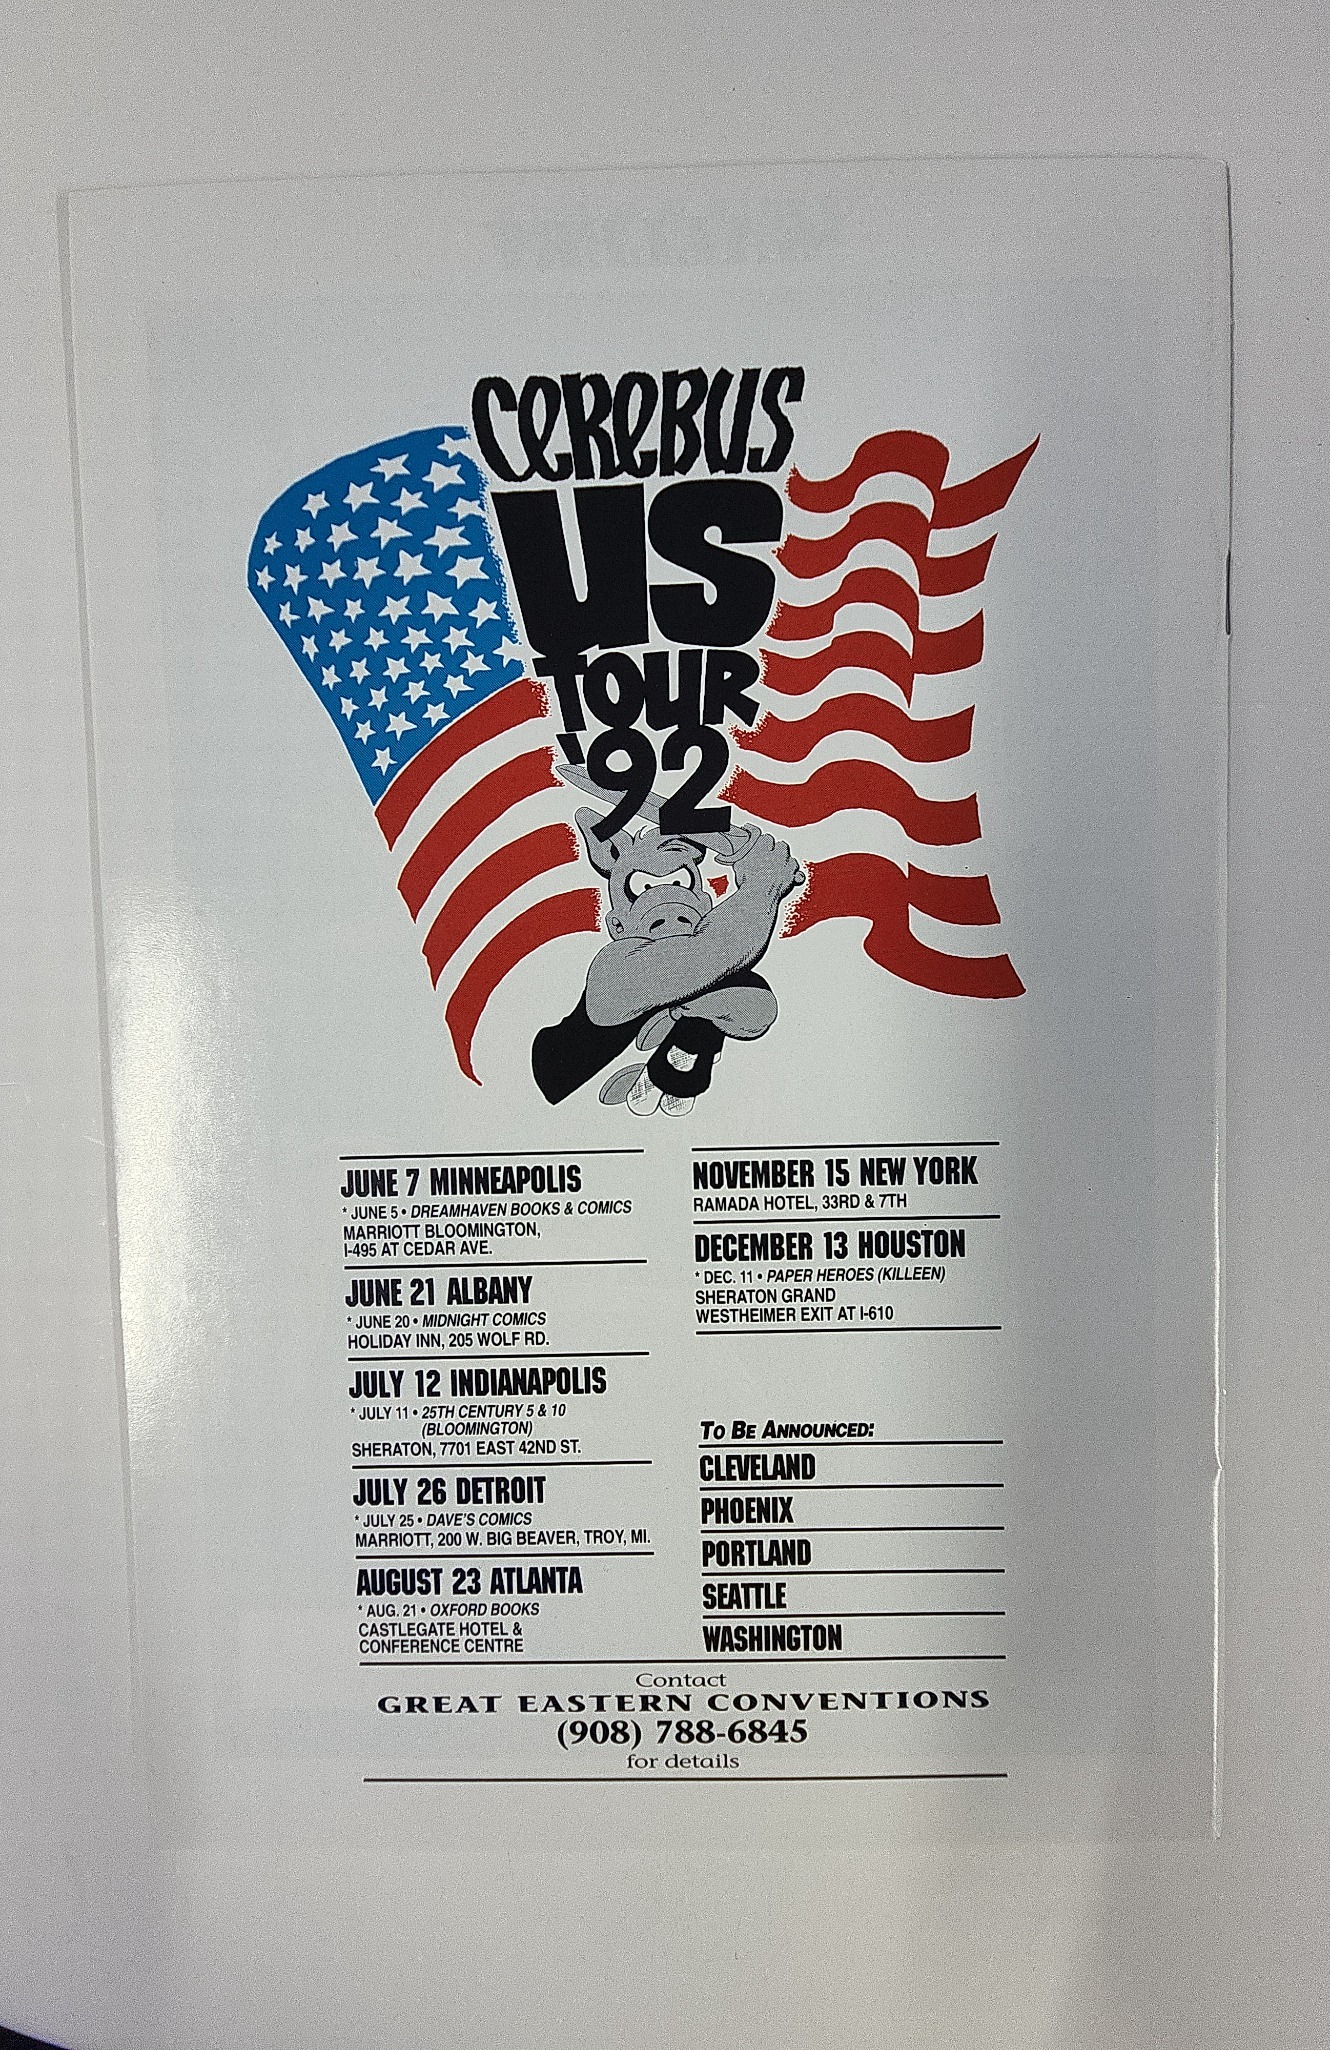 CEREBUS
US
TOUR
'92
JUNE 7 MINNEAPOLIS
* JUNE 5 • DREAMHAVEN BOOKS & COMICS
MARRIOTT BLOOMINGTON,
I-495 AT CEDAR AVE.
JUNE 21 ALBANY
* JUNE 20 • MIDNIGHT COMICS
HOLIDAY INN, 205 WOLF RD.
JULY 12 INDIANAPOLIS
* JULY 11 • 25TH CENTURY 5 & 10
(BLOOMINGTON)
SHERATON, 7701 EAST 42ND ST.
JULY 26 DETROIT
* JULY 25 • DAVE'S COMICS
MARRIOTT, 200 W. BIG BEAVER, TROY, MI.
AUGUST 23 ATLANTA
* AUG. 21 • OXFORD BOOKS
CASTLEGATE HOTEL &
CONFERENCE CENTRE
NOVEMBER 15 NEW YORK
RAMADA HOTEL, 33RD & 7TH
DECEMBER 13 HOUSTON
* DEC. 11 • PAPER HEROES (KILLEEN)
SHERATON GRAND
WESTHEIMER EXIT AT I-610
TO BE ANNOUNCED:
CLEVELAND
PHOENIX
PORTLAND
SEATTLE
WASHINGTON
Contact
GREAT EASTERN CONVENTIONS
(908) 788-6845
for details